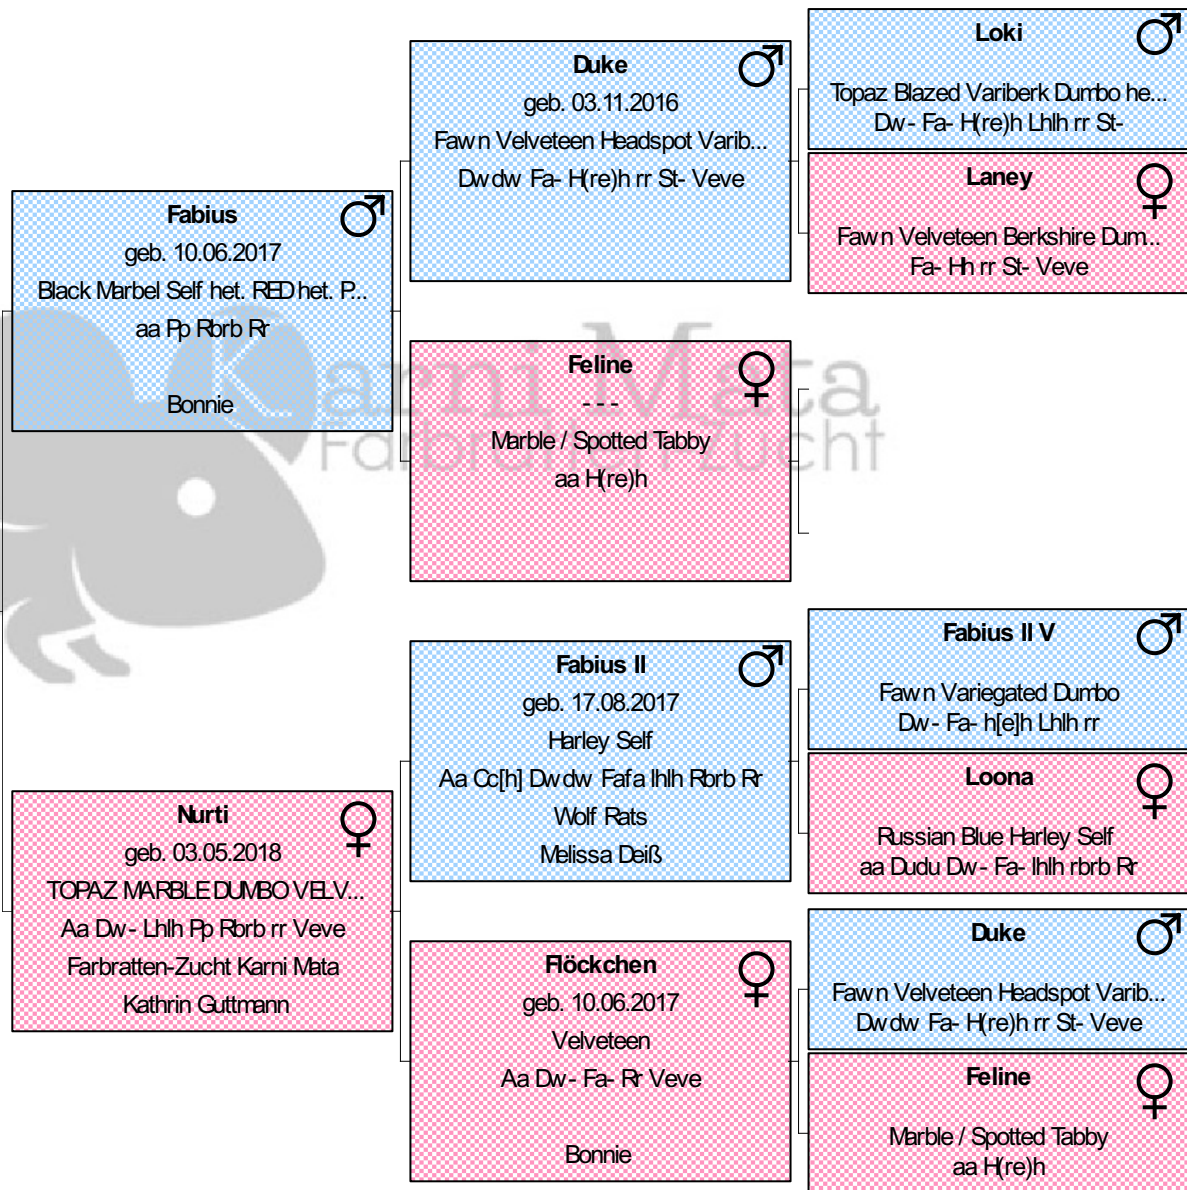 Fabius
geb. 10.06.2017
Black Marbel Self het. RED het. P...
aa Pp Rbrb Rr
Bonnie
Nurti
geb. 03.05.2018
TOPAZ MARBLE DUMBO VELV...
Aa Dw- Lhlh Pp Rbrb rr Veve
Farbratten-Zucht Karni Mata
Kathrin Guttmann
Duke
geb. 03.11.2016
Fawn Velveteen Headspot Varib...
Dwdw Fa- H(re)h rr St- Veve
Feline
---
Marble / Spotted Tabby
aa H(re)h
Fabius II
geb. 17.08.2017
Harley Self
Aa Cc[h] Dwdw Fafa lhlh Rbrb Rr
Wolf Rats
Melissa Deiß
Flöckchen
geb. 10.06.2017
Velveteen
Aa Dw- Fa- Rr Veve
Bonnie
Loki
Topaz Blazed Variberk Dumbo he...
Dw- Fa- H(re)h Lhlh rr St-
Laney
Fawn Velveteen Berkshire Dum...
Fa- Hh rr St- Veve
Fabius II V
Fawn Variegated Dumbo
Dw- Fa- h[e]h Lhlh rr
Loona
Russian Blue Harley Self
aa Dudu Dw- Fa- lhlh rbrb Rr
Duke
Fawn Velveteen Headspot Varib...
Dwdw Fa- H(re)h rr St- Veve
Feline
Marble / Spotted Tabby
aa H(re)h
Karni Mata
Farbratten-Zucht